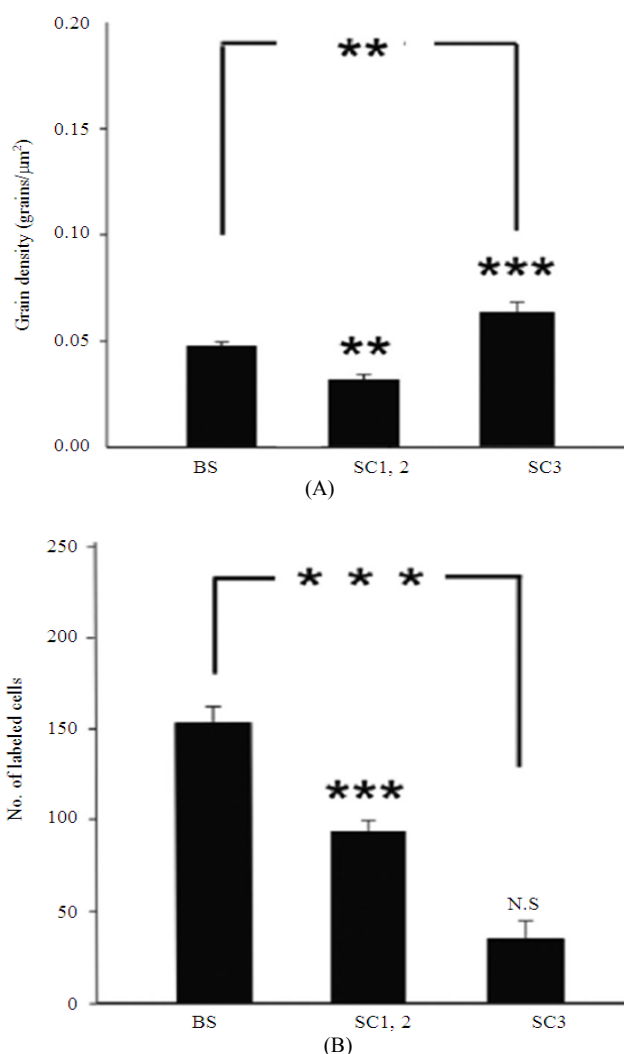 0.20
**
0.15
Grain density (grains/μm²)
0.10
***
0.05
**
0.00
BS SC1, 2 SC3
(A)
250
* * *
200
No. of labeled cells
150
***
100
N.S
50
0
BS SC1, 2 SC3
(B)